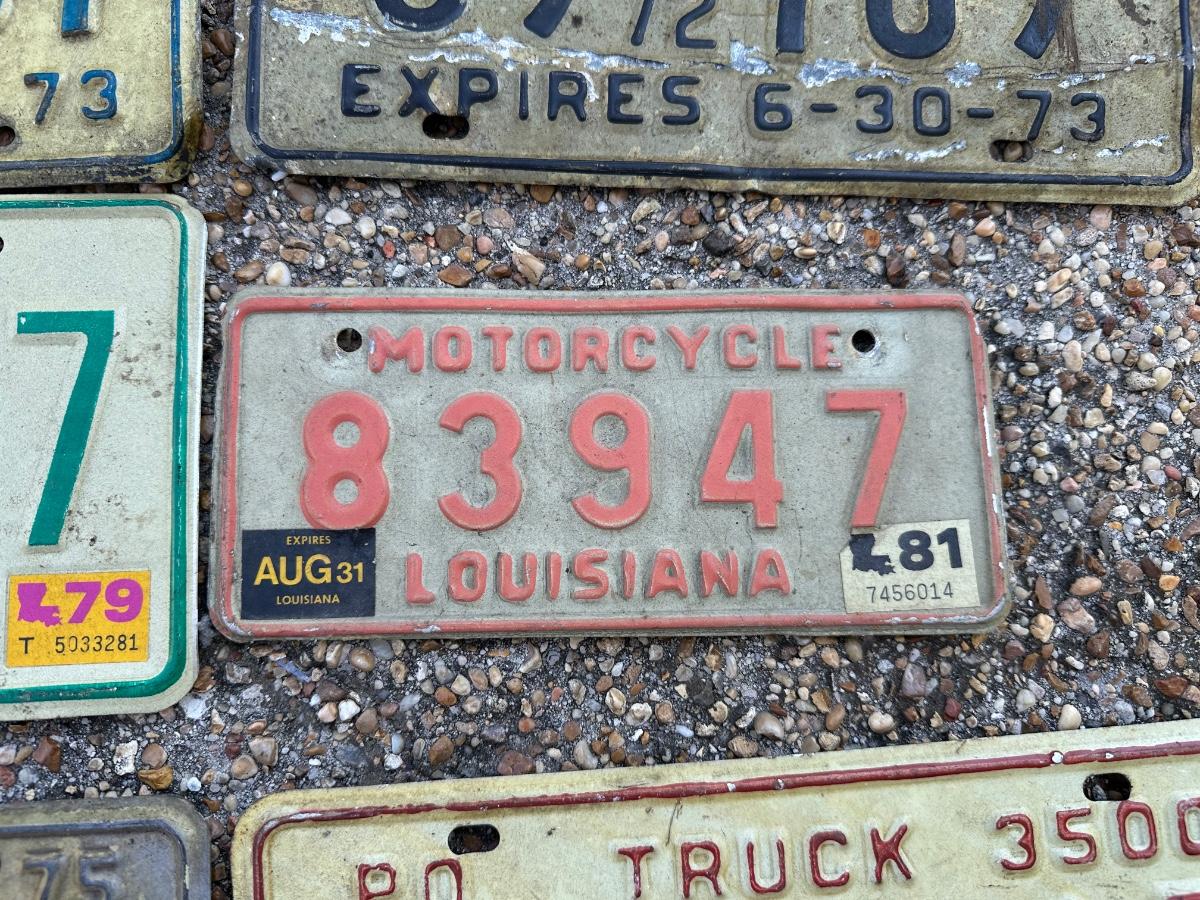 73
EXPIRES 6-30-73
7
79
T 5033281
MOTORCYCLE
83947
EXPIRES
AUG 31
LOUISIANA
LOUISIANA
81
7456014
75
TRUCK 3500